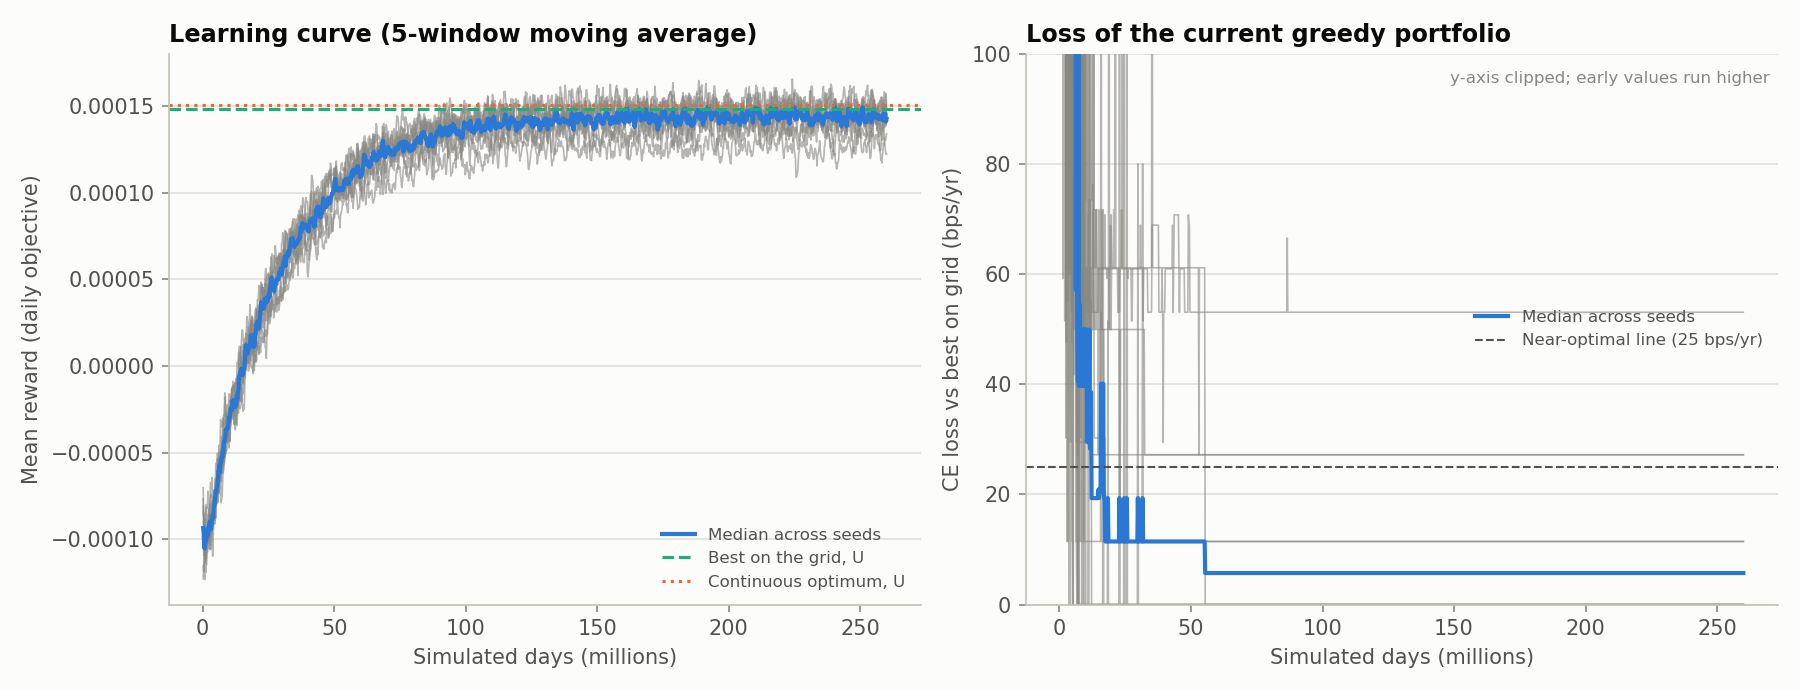 Learning curve (5-window moving average)
Mean reward (daily objective)
0.00015
0.00010
0.00005
0.00000
−0.00005
−0.00010
Median across seeds
Best on the grid, U
Continuous optimum, U
0
50
100
150
200
250
Simulated days (millions)
Loss of the current greedy portfolio
CE loss vs best on grid (bps/yr)
100
80
60
40
20
0
y-axis clipped; early values run higher
Median across seeds
Near-optimal line (25 bps/yr)
0
50
100
150
200
250
Simulated days (millions)